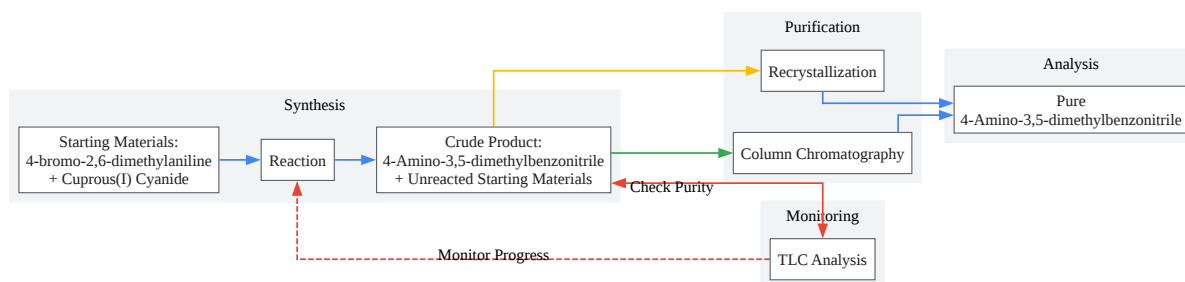 Purification
Recrystallization
Analysis
Pure
4-Amino-3,5-dimethylbenzonitrile
Synthesis
Starting Materials:
4-bromo-2,6-dimethylaniline
+ Cuprous(I) Cyanide
Reaction
Crude Product:
4-Amino-3,5-dimethylbenzonitrile
+ Unreacted Starting Materials
Column Chromatography
Check Purity
Monitoring
Monitor Progress
TLC Analysis